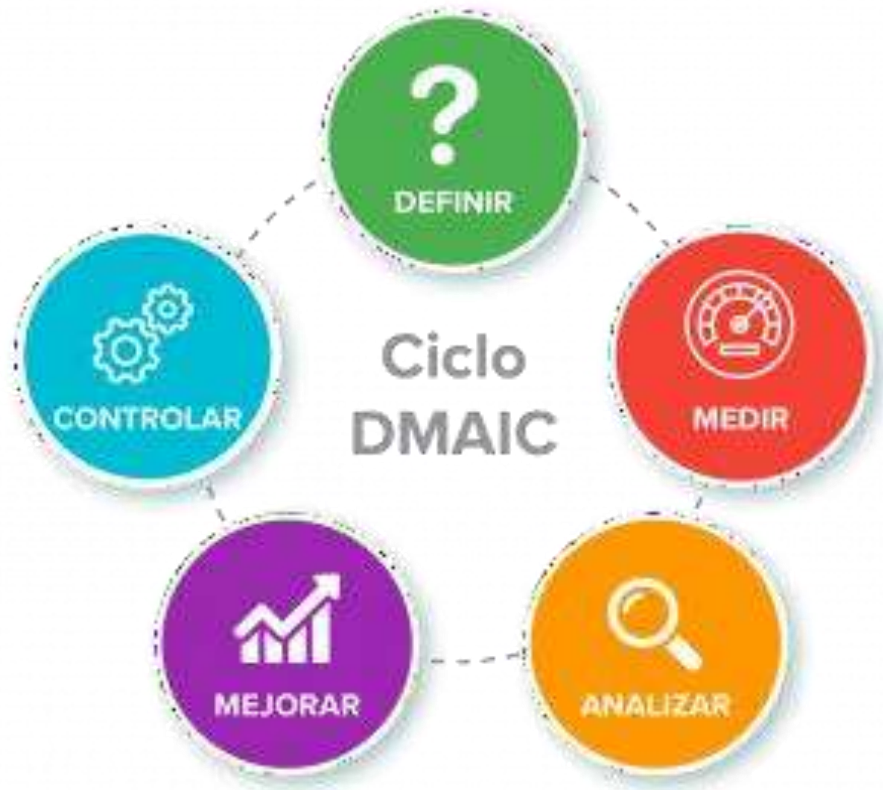 ?
DEFINIR
MEDIR
ANALIZAR
MEJORAR
CONTROLAR
Ciclo
DMAIC